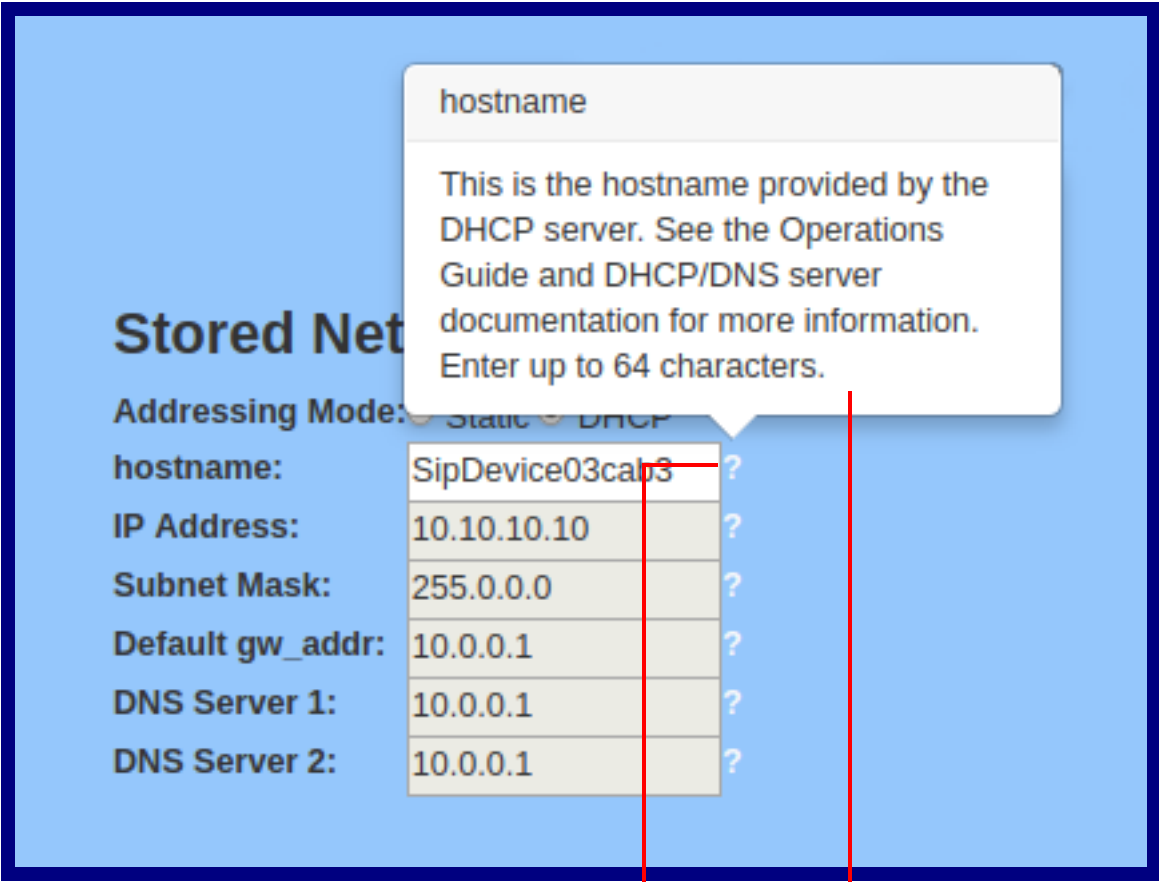 hostname
This is the hostname provided by the
DHCP server. See the Operations
Guide and DHCP/DNS server
documentation for more information.
Enter up to 64 characters.
Stored Net
Addressing Mode: Static DHCP
hostname: SipDevice03cab3 ?
IP Address: 10.10.10.10 ?
Subnet Mask: 255.0.0.0 ?
Default gw_addr: 10.0.0.1 ?
DNS Server 1: 10.0.0.1 ?
DNS Server 2: 10.0.0.1 ?